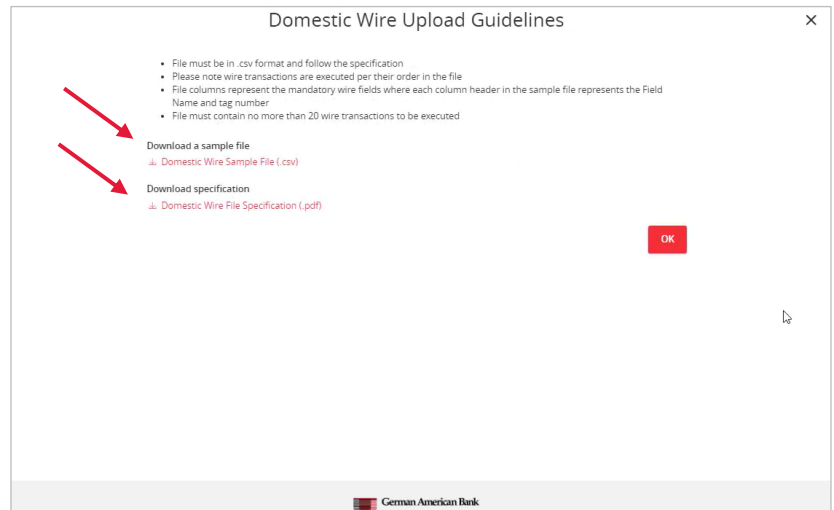 Domestic Wire Upload Guidelines
• File must be in .csv format and follow the specification
• Please note wire transactions are executed per their order in the file
• File columns represent the mandatory wire fields where each column header in the sample file represents the Field
Name and tag number
• File must contain no more than 20 wire transactions to be executed
Download a sample file
Domestic Wire Sample File (.csv)
Download specification
Domestic Wire File Specification (.pdf)
OK
German American Bank